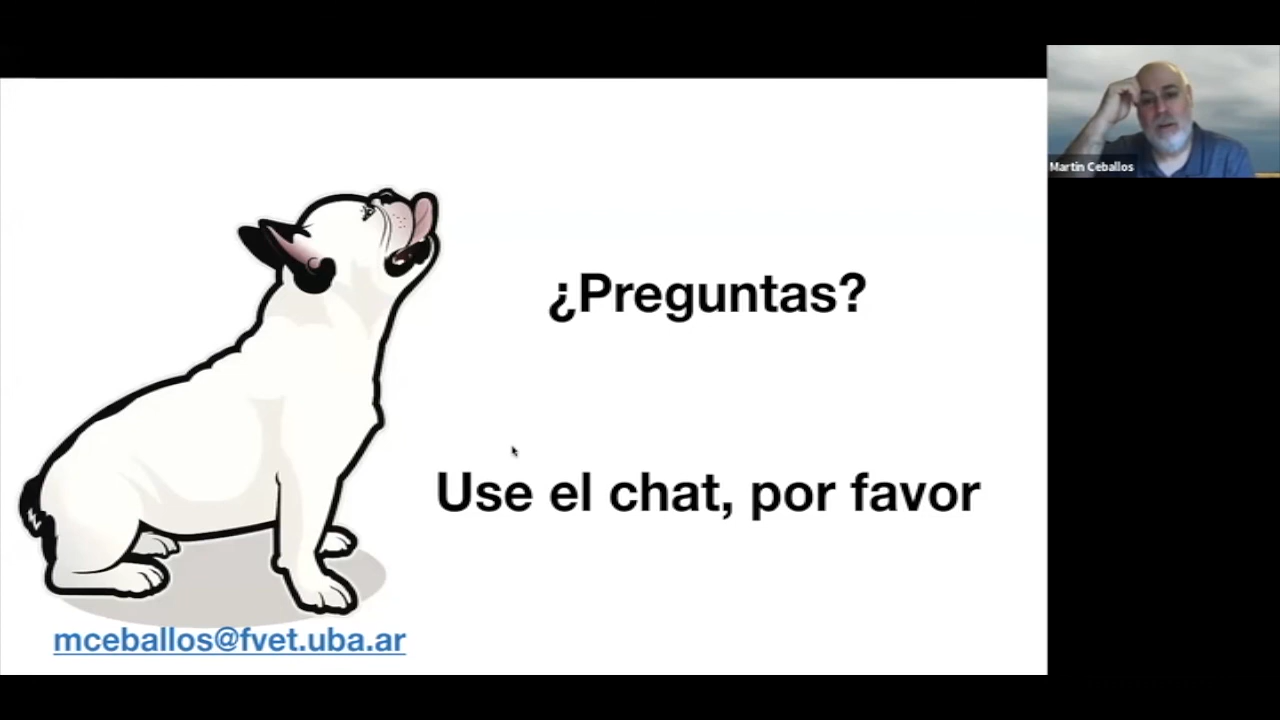 Martin Ceballos
¿Preguntas?
Use el chat, por favor
mceballos@fvet.uba.ar